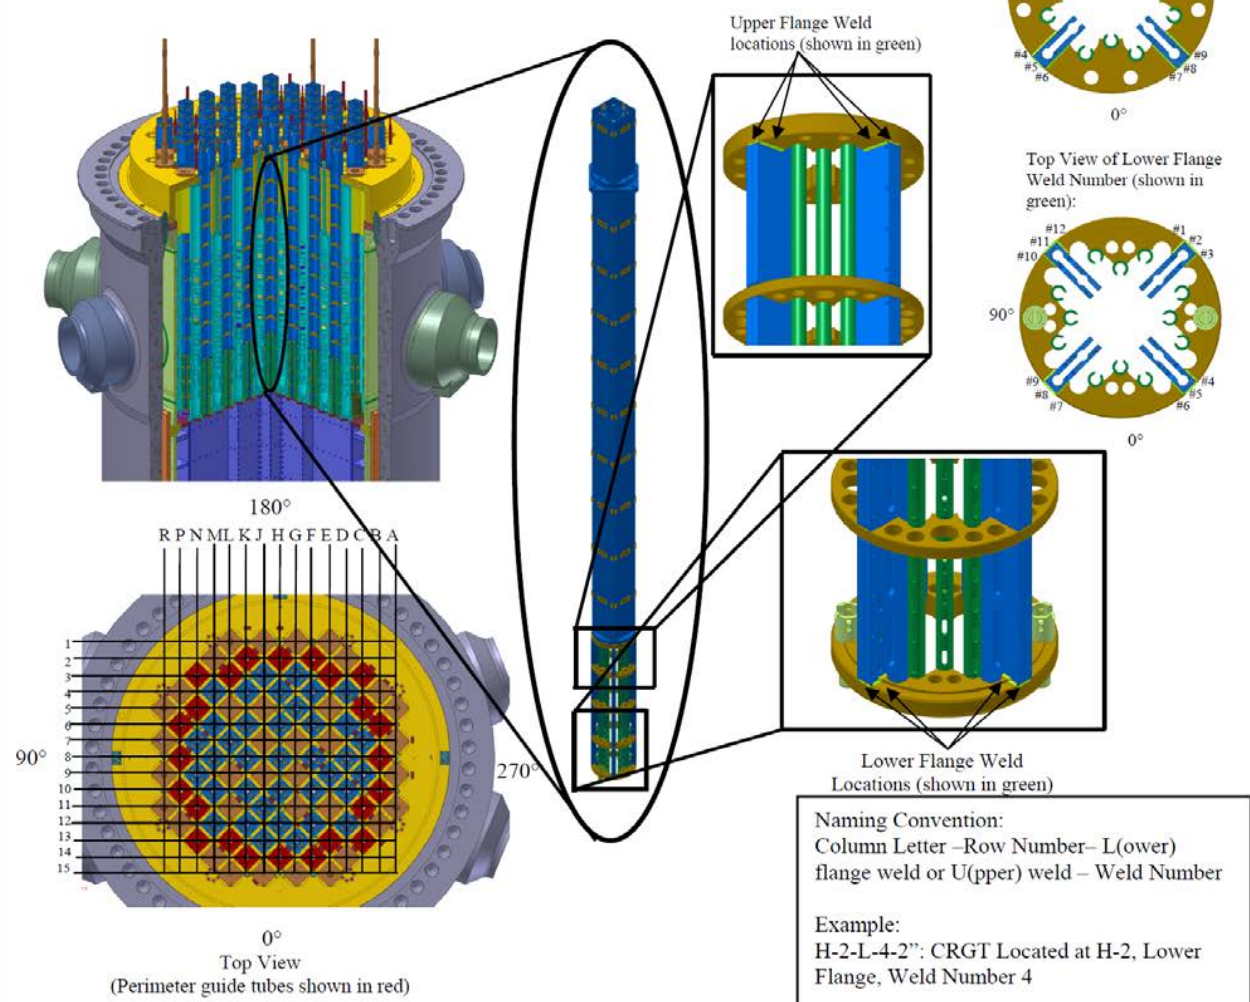 Upper Flange Weld
locations (shown in green)
#4
#5
#6
#9
#8
#7
0°
Top View of Lower Flange
Weld Number (shown in
green):
#12
#11
#10
#1
#2
#3
90°
#9
#8
#7
#4
#5
#6
0°
180°
R P N M L K J H G F E D C B A
1
2
3
4
5
6
7
8
9
10
11
12
13
14
15
90°
270°
0°
Top View
(Perimeter guide tubes shown in red)
Lower Flange Weld
Locations (shown in green)
Naming Convention:
Column Letter –Row Number– L(ower)
flange weld or U(pper) weld – Weld Number
Example:
H-2-L-4-2”: CRGT Located at H-2, Lower
Flange, Weld Number 4